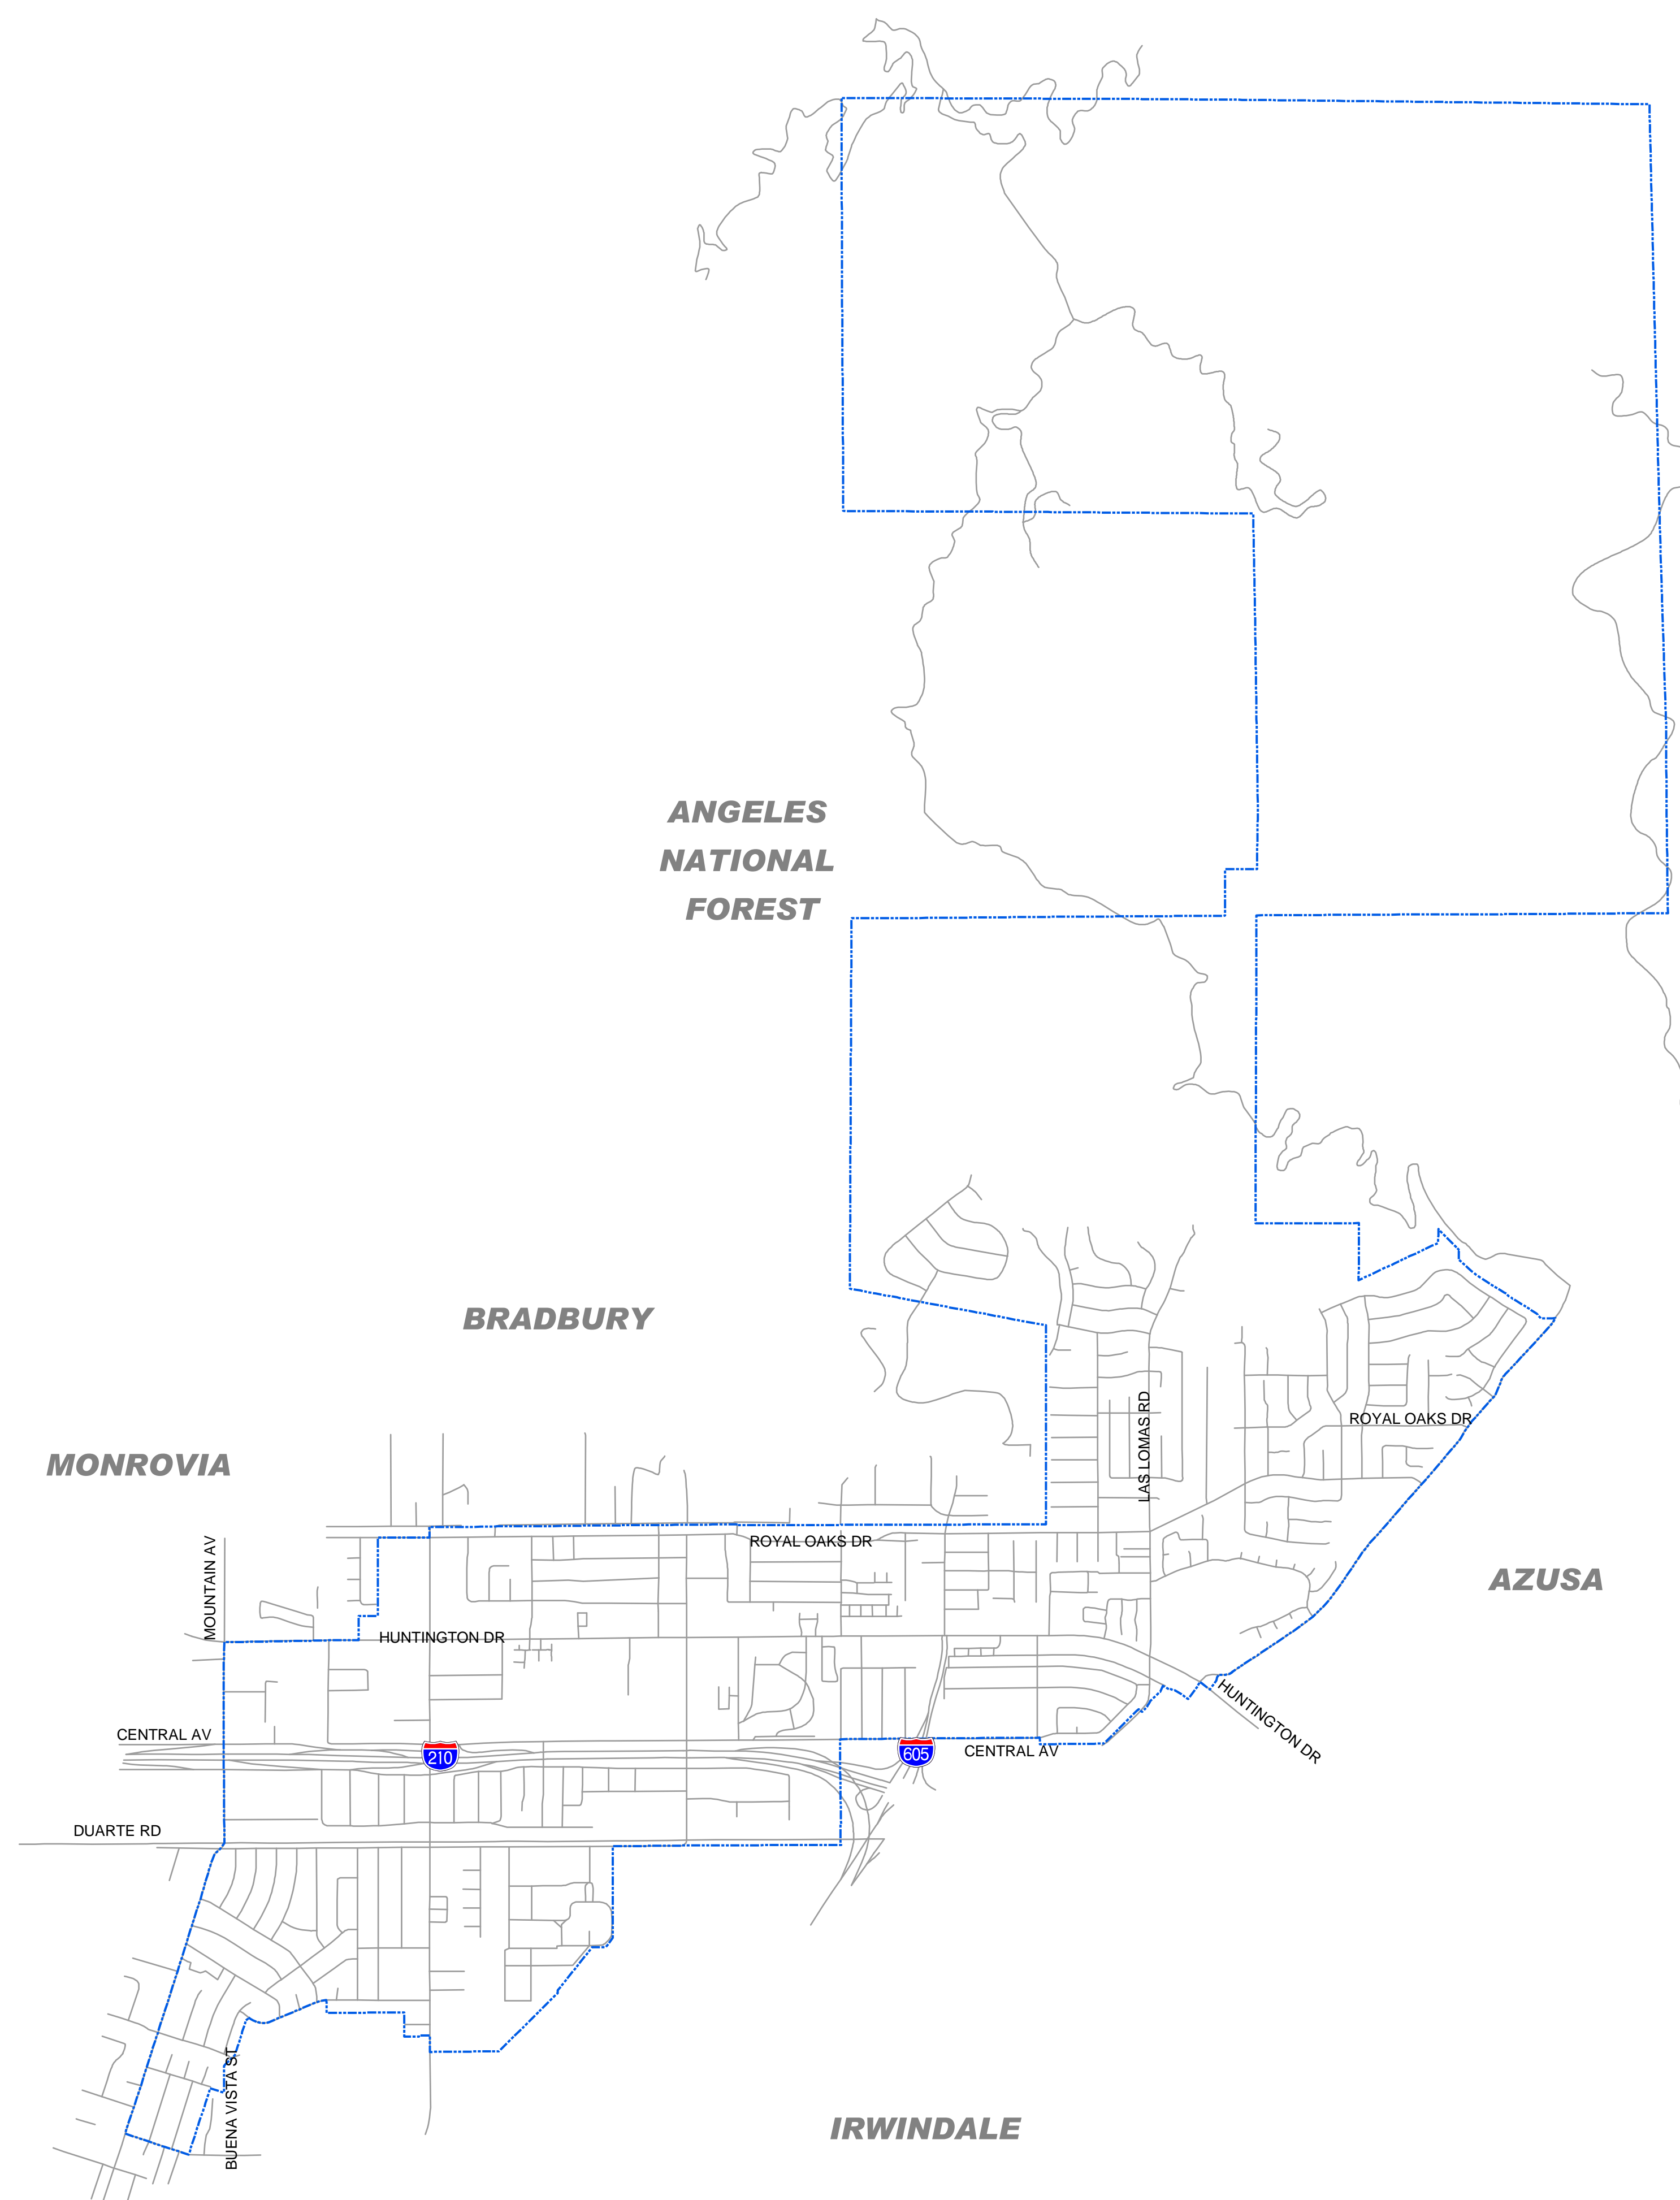 ANGELES
NATIONAL
FOREST
BRADBURY
MONROVIA
LAS LOMAS RD
ROYAL OAKS DR
MOUNTAIN AV
ROYAL OAKS DR
AZUSA
HUNTINGTON DR
HUNTINGTON DR
CENTRAL AV
210
605
CENTRAL AV
DUARTE RD
BUENA VISTA ST
IRWINDALE